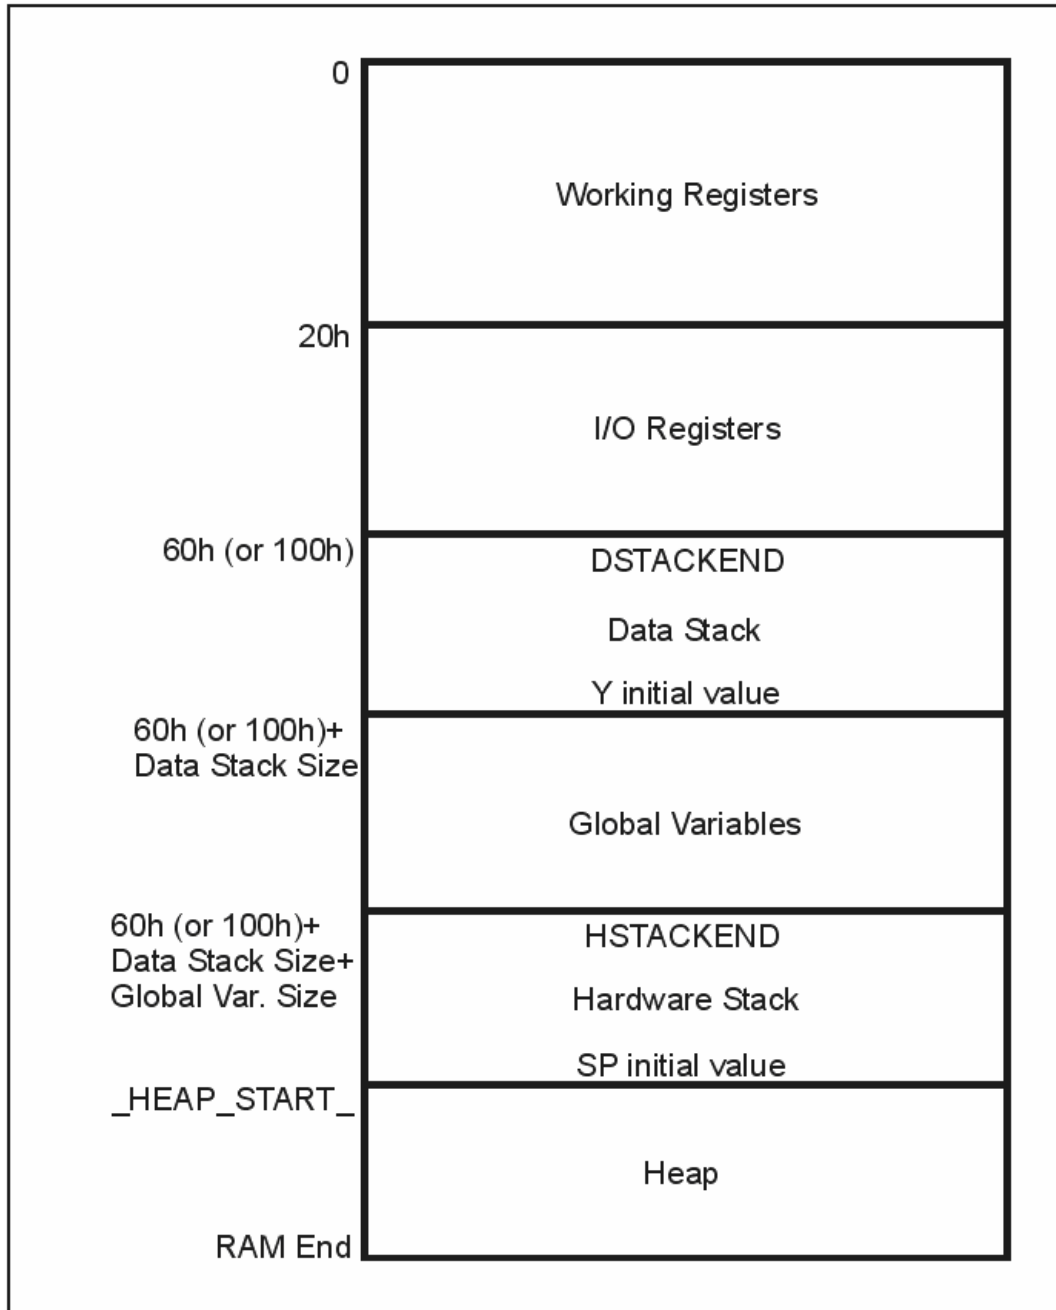 0
Working Registers
20h
I/O Registers
60h (or 100h)
DSTACKEND
Data Stack
Y initial value
60h (or 100h)+
Data Stack Size
Global Variables
60h (or 100h)+
Data Stack Size+
Global Var. Size
HSTACKEND
Hardware Stack
SP initial value
_HEAP_START_
Heap
RAM End